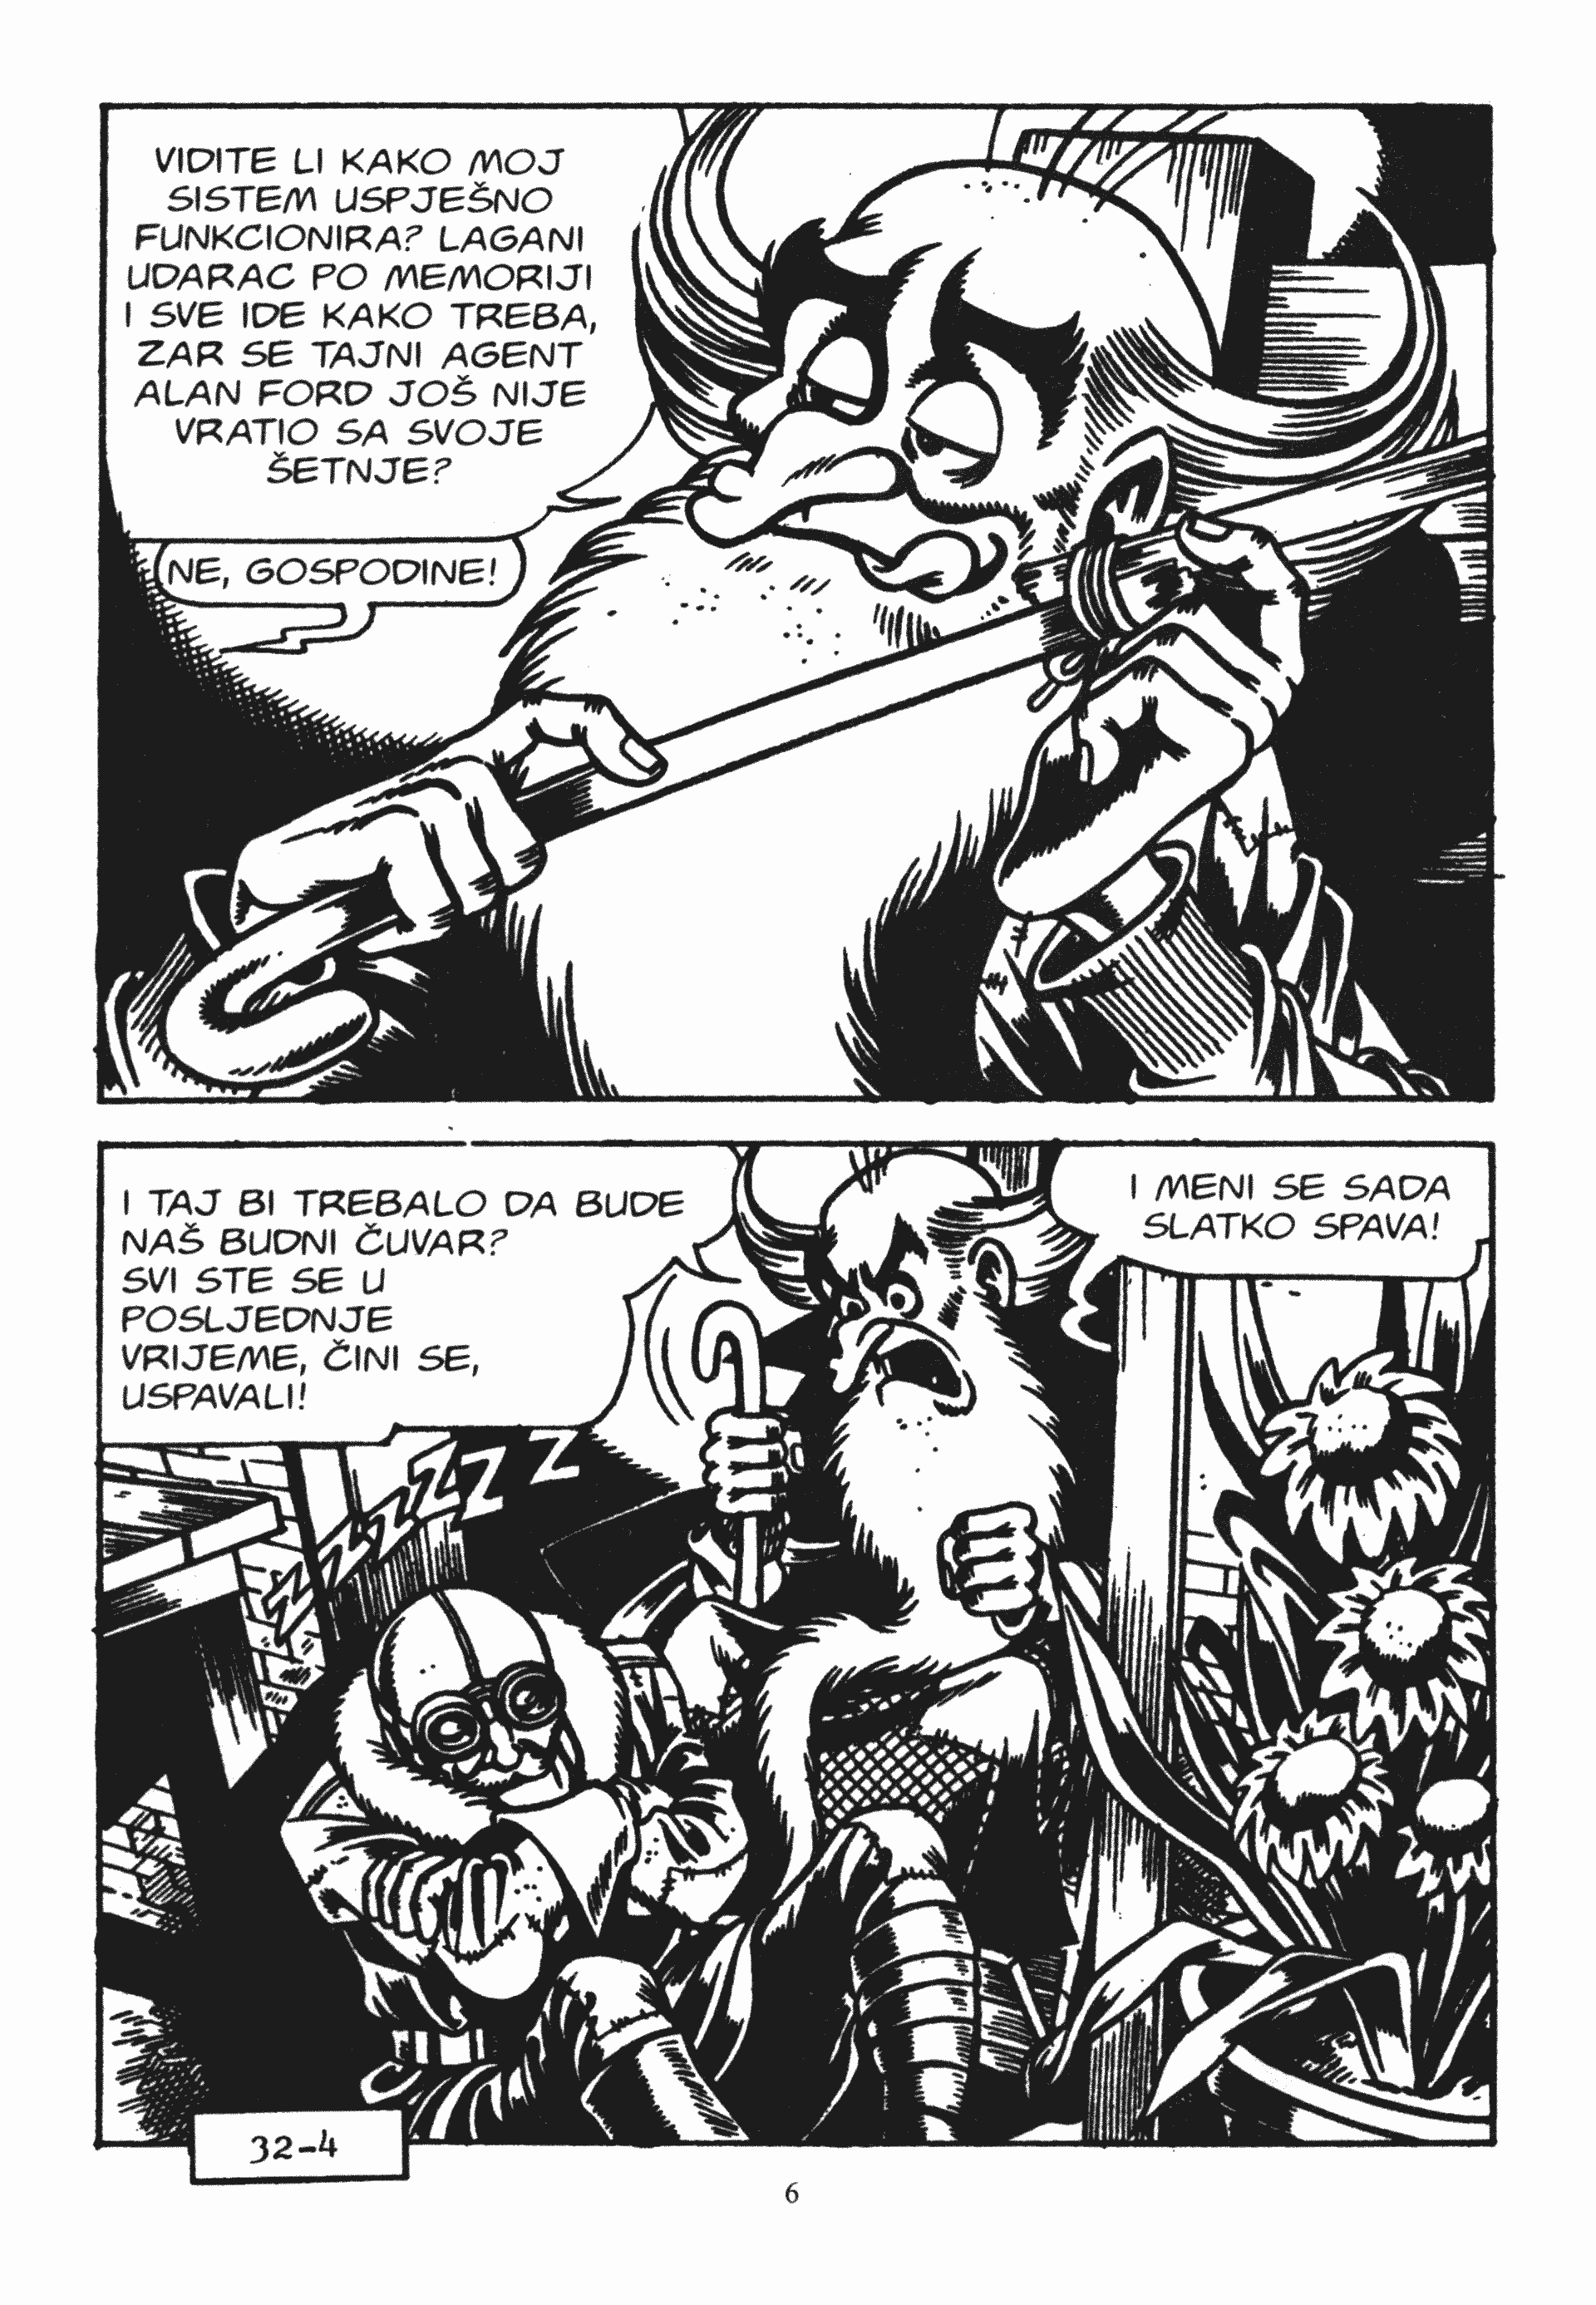 VIDITE LI KAKO MOJ
SISTEM USPJEŠNO
FUNKCIONIRA? LAGANI
UDARAC PO MEMORIJI
I SVE IDE KAKO TREBA,
ZAR SE TAJNI AGENT
ALAN FORD JOŠ NIJE
VRATIO SA SVOJE
ŠETNJE?
NE, GOSPODINE!
I TAJ BI TREBALO DA BUDE
NAŠ BUDNI ČUVAR?
SVI STE SE U
POSLJEDNJE
VRIJEME, ČINI SE,
USPAVALI!
I MENI SE SADA
SLATKO SPAVA!
ZZZZZZZ
32-4
6